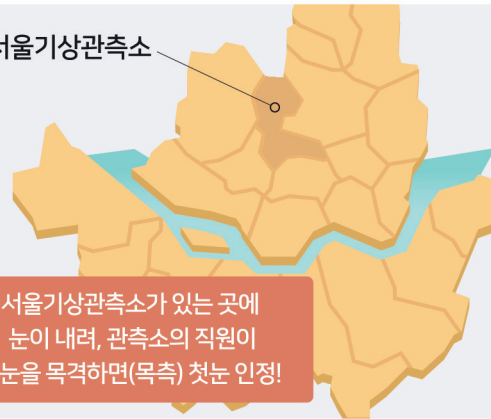 서울기상관측소
서울기상관측소가 있는 곳에
눈이 내려, 관측소의 직원이
눈을 목격하면(목측) 첫눈 인정!